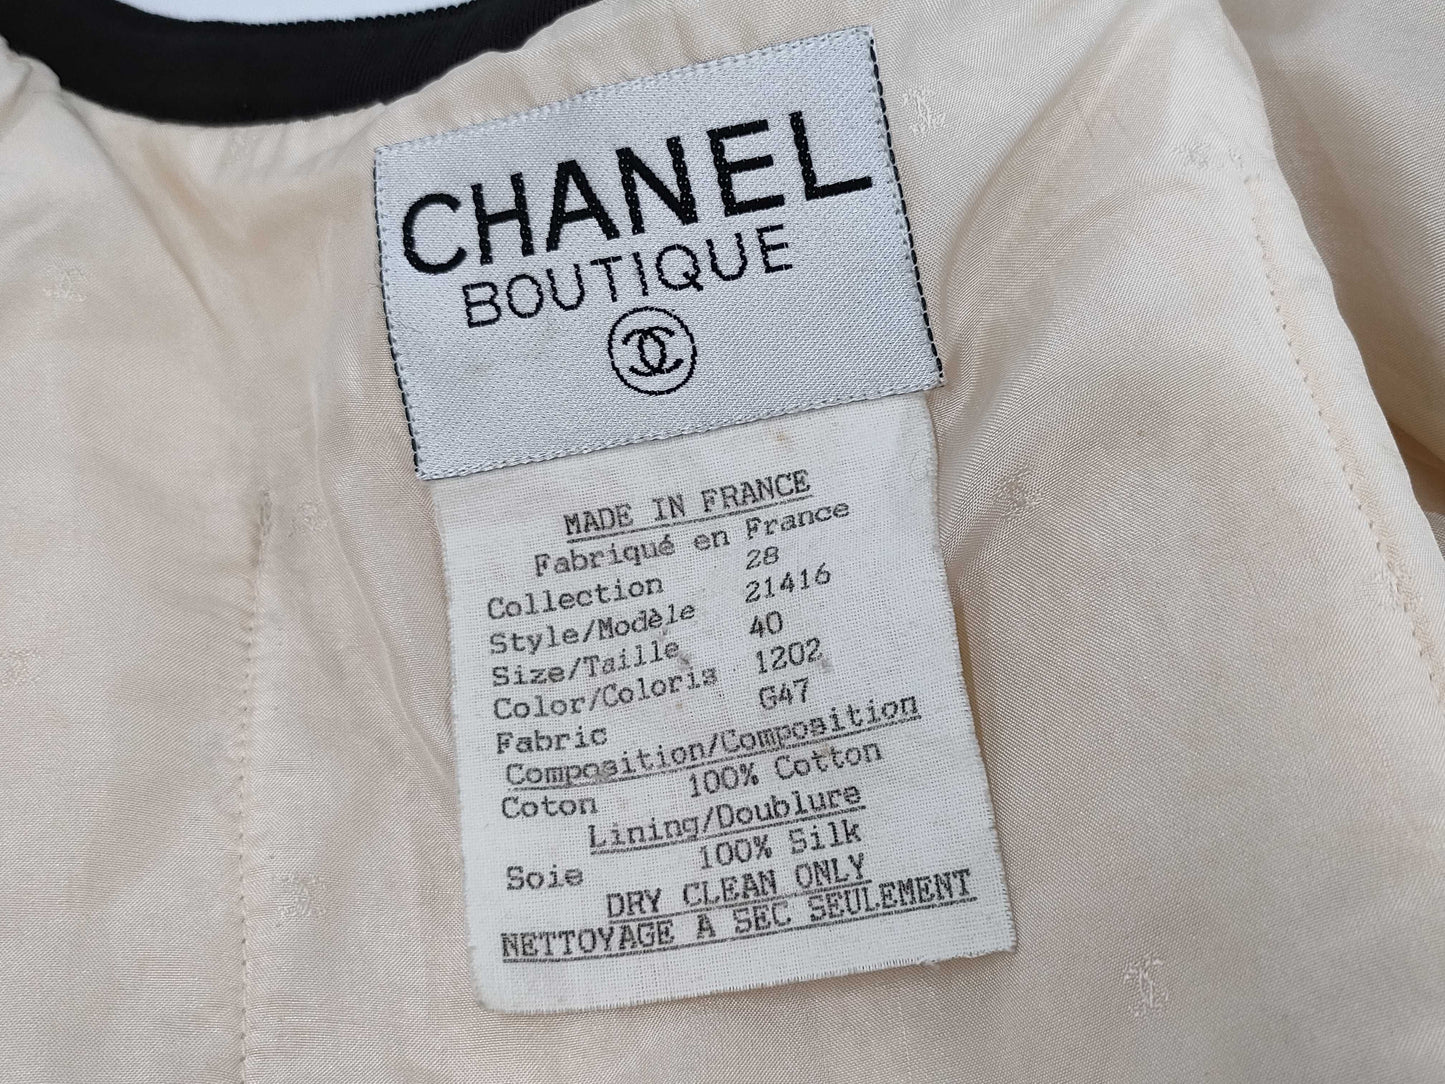 CHANEL
BOUTIQUE
MADE IN FRANCE
Fabriqué en France
Collection 28
Style/Modèle 21416
Size/Taille 40
Color/Coloris 1202
Fabric G47
Composition/Composition
Coton 100% Cotton
Lining/Doublure
Soie 100% Silk
DRY CLEAN ONLY
NETTOYAGE A SEC SEULEMENT